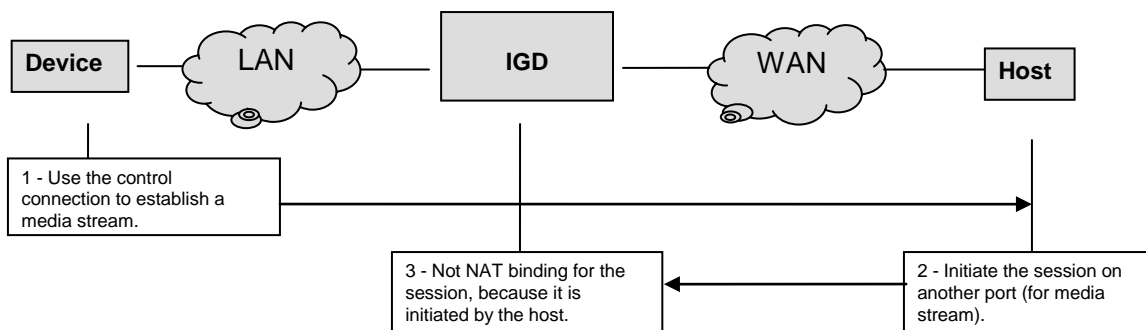 Device
LAN
IGD
WAN
Host
1 - Use the control
connection to establish a
media stream.
3 - Not NAT binding for the
session, because it is
initiated by the host.
2 - Initiate the session on
another port (for media
stream).